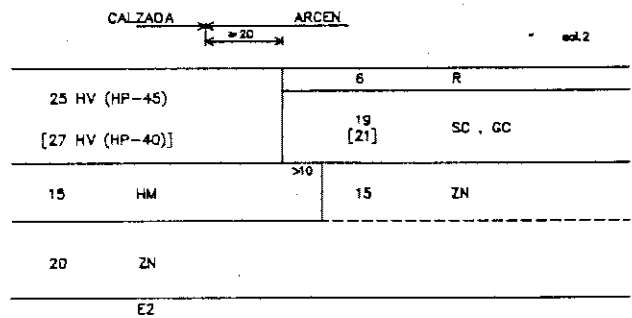 CALZADA ARCEN
≈ 20
sol.2
6 R
25 HV (HP-45)
19 SC , GC
[27 HV (HP-40)] [21]
>10
15 HM 15 ZN
20 ZN
E2